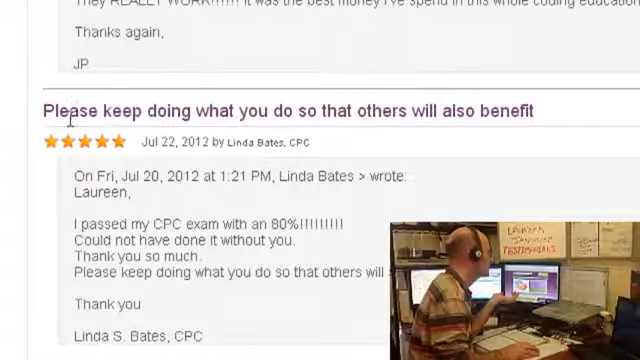 They REALLY WORK!!!!!! It was the best money I've spend in this whole coding education
Thanks again,
JP
Please keep doing what you do so that others will also benefit
Jul 22, 2012 by Linda Bates, CPC
On Fri, Jul 20, 2012 at 1:21 PM, Linda Bates > wrote:
Laureen,
I passed my CPC exam with an 80%!!!!!!!!!
Could not have done it without you.
Thank you so much.
Please keep doing what you do so that others will
Thank you
Linda S. Bates, CPC
LAUREEN
JANDROEP
TESTIMONIALS